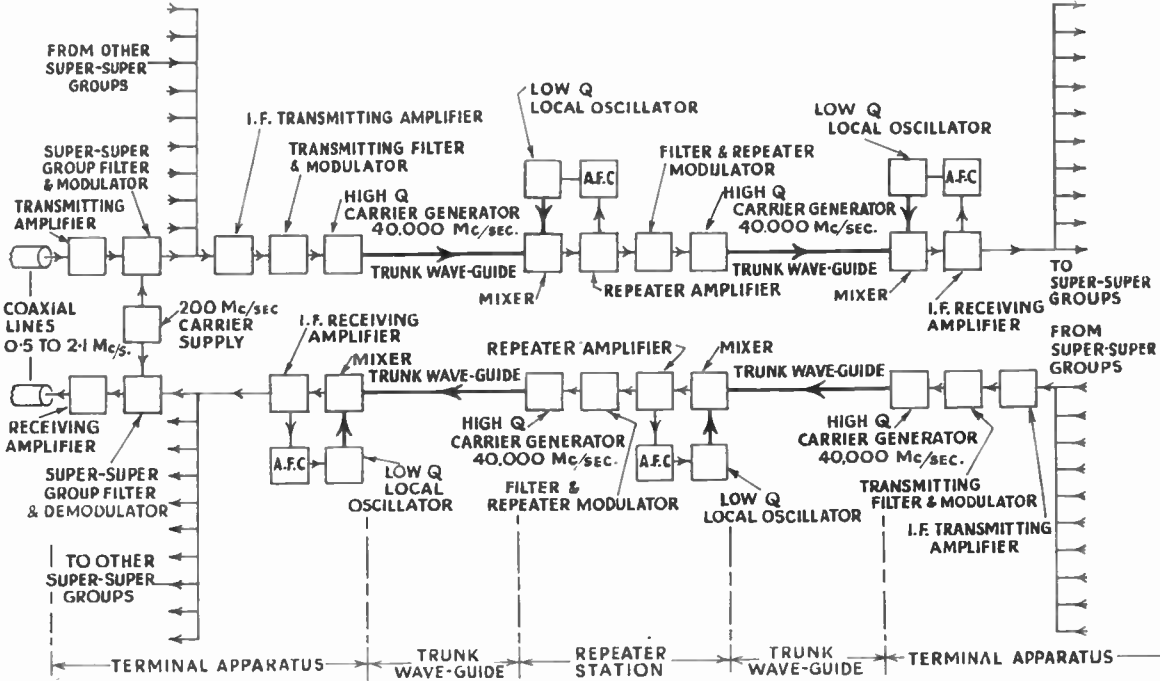 FROM OTHER
SUPER-SUPER
GROUPS
LOW Q
LOCAL OSCILLATOR
LOW Q
LOCAL OSCILLATOR
I.F. TRANSMITTING AMPLIFIER
SUPER-SUPER
GROUP FILTER
& MODULATOR
TRANSMITTING FILTER
& MODULATOR
FILTER & REPEATER
MODULATOR
TRANSMITTING
AMPLIFIER
HIGH Q
CARRIER GENERATOR
40,000 Mc/SEC.
A.F.C
HIGH Q
CARRIER GENERATOR
40,000 Mc/SEC.
A.F.C
TRUNK WAVE-GUIDE
MIXER
REPEATER AMPLIFIER
TRUNK WAVE-GUIDE
MIXER
I.F. RECEIVING
AMPLIFIER
TO
SUPER-SUPER
GROUPS
COAXIAL
LINES
0·5 TO 2·1 Mc/s.
200 Mc/SEC
CARRIER
SUPPLY
I.F. RECEIVING
AMPLIFIER
MIXER
TRUNK WAVE-GUIDE
REPEATER AMPLIFIER
MIXER
TRUNK WAVE-GUIDE
FROM
SUPER-SUPER
GROUPS
RECEIVING
AMPLIFIER
SUPER-SUPER
GROUP FILTER
& DEMODULATOR
A.F.C
LOW Q
LOCAL
OSCILLATOR
HIGH Q
CARRIER GENERATOR
40,000 Mc/SEC.
FILTER &
REPEATER MODULATOR
A.F.C
LOW Q
LOCAL OSCILLATOR
HIGH Q
CARRIER GENERATOR
40,000 Mc/SEC.
TRANSMITTING
FILTER & MODULATOR
I.F. TRANSMITTING
AMPLIFIER
TO OTHER
SUPER-SUPER
GROUPS
TERMINAL APPARATUS
TRUNK
WAVE-GUIDE
REPEATER
STATION
TRUNK
WAVE-GUIDE
TERMINAL APPARATUS